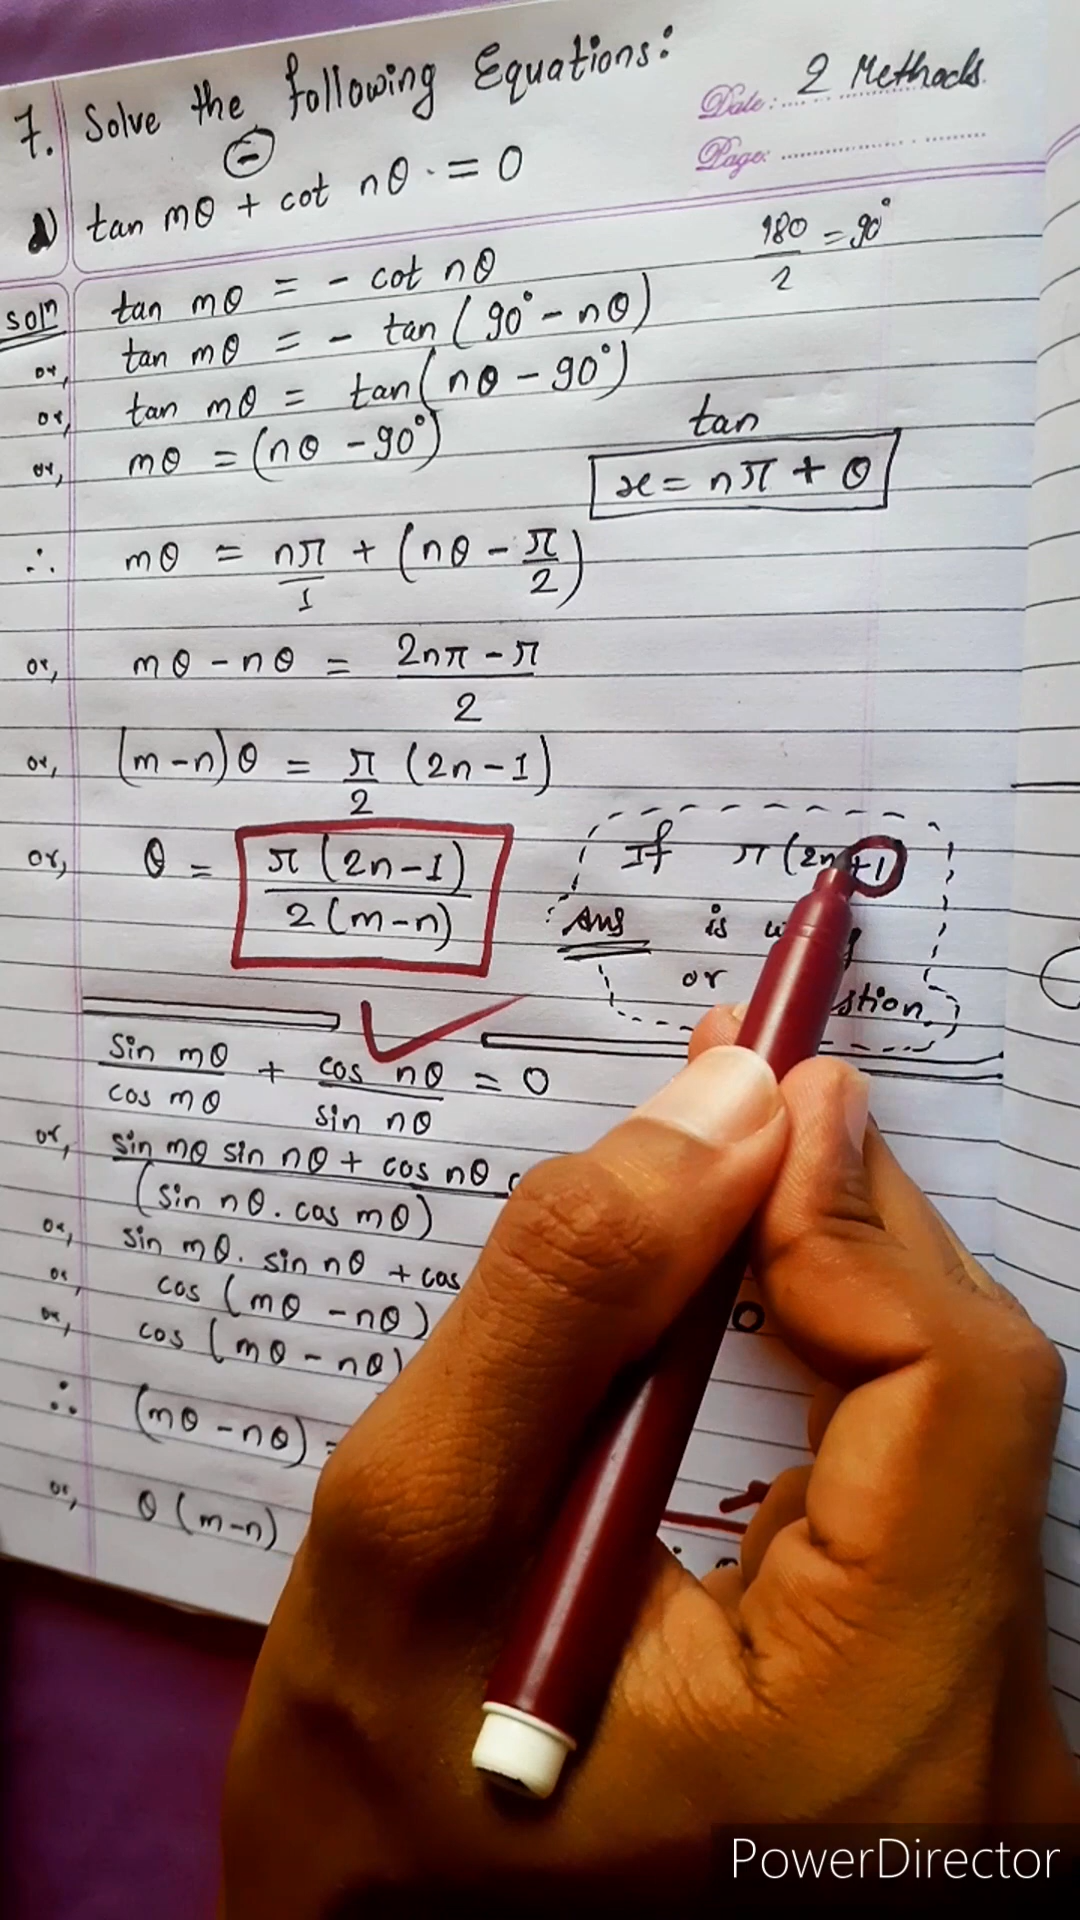 7. Solve the following Equations:
Date: 2 Methods.
Page:
(-)
a) tan mθ + cot nθ = 0
180/2 = 90°
soln tan mθ = - cot nθ
or, tan mθ = - tan (90° - nθ)
or, tan mθ = tan(nθ - 90°)
or, mθ = (nθ - 90°)
tan
x = nπ + θ
∴ mθ = nπ/1 + (nθ - π/2)
or, mθ - nθ = 2nπ - π / 2
or, (m-n)θ = π/2 (2n-1)
or, θ = π(2n-1) / 2(m-n)
If π(2n+1)
Ans is
or
sin mθ / cos mθ + cos nθ / sin nθ = 0
or, sin mθ sin nθ + cos nθ
(sin nθ. cos mθ)
or, sin mθ. sin nθ + cos
or, cos (mθ - nθ)
or, cos (mθ - nθ)
∴ (mθ - nθ) =
or, θ (m-n)
PowerDirector